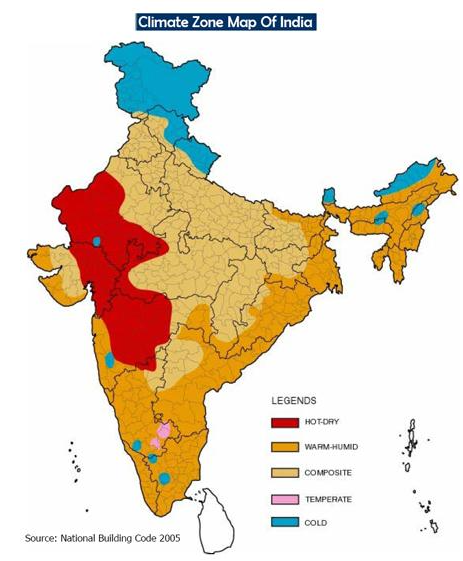 Climate Zone Map Of India
LEGENDS
HOT-DRY
WARM-HUMID
COMPOSITE
TEMPERATE
COLD
Source: National Building Code 2005